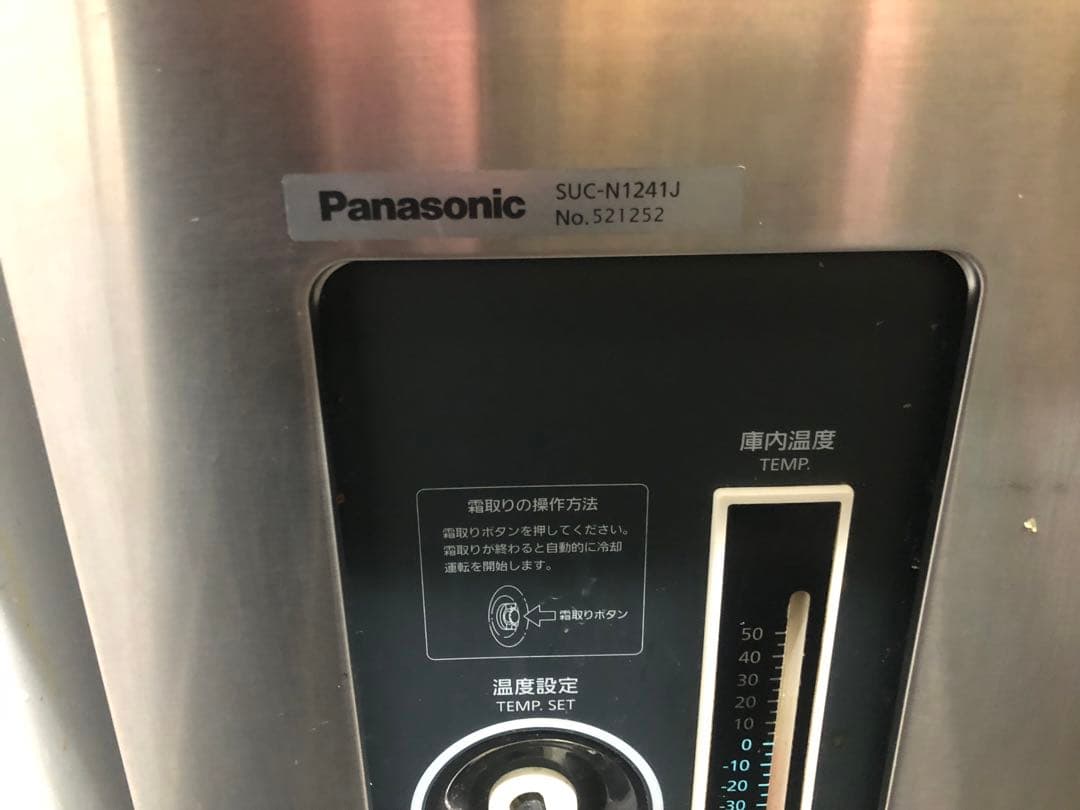 Panasonic
SUC-N1241J
No.521252
庫内温度
TEMP.
霜取りの操作方法
霜取りボタンを押してください。
霜取りが終わると自動的に冷却
運転を開始します。
霜取りボタン
温度設定
TEMP. SET
50
40
30
20
10
0
-10
-20
-30